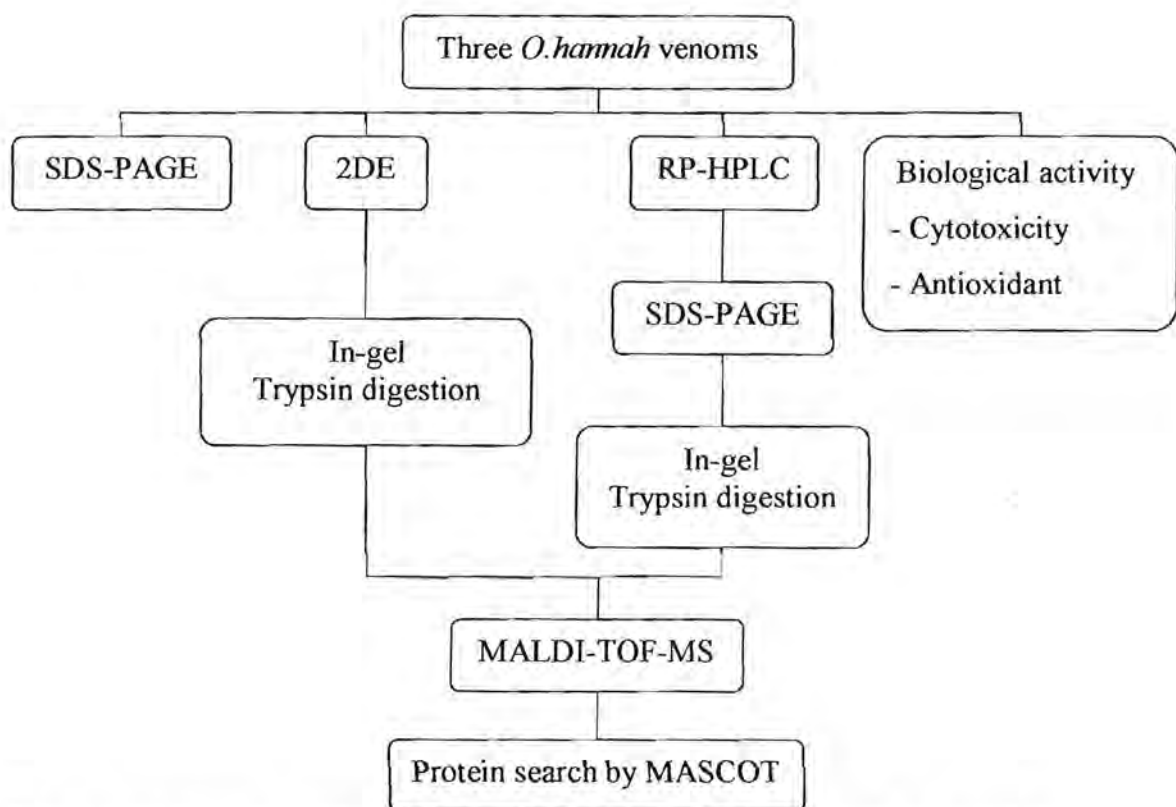 Three O.hannah venoms
SDS-PAGE
2DE
RP-HPLC
Biological activity
- Cytotoxicity
- Antioxidant
SDS-PAGE
In-gel
Trypsin digestion
In-gel
Trypsin digestion
MALDI-TOF-MS
Protein search by MASCOT